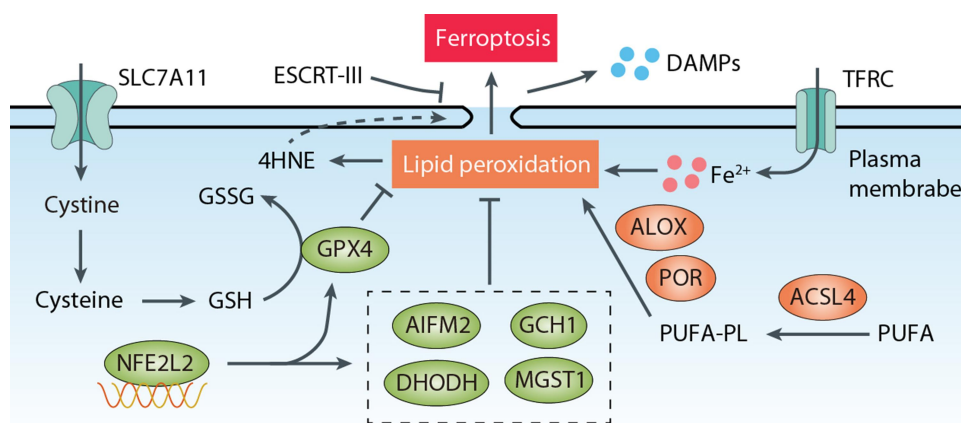 Ferroptosis
SLC7A11
ESCRT-III
DAMPs
TFRC
4HNE
Lipid peroxidation
Fe²⁺
Plasma
membrabe
Cystine
GSSG
GPX4
ALOX
POR
Cysteine
GSH
ACSL4
AIFM2
GCH1
PUFA-PL
PUFA
NFE2L2
DHODH
MGST1